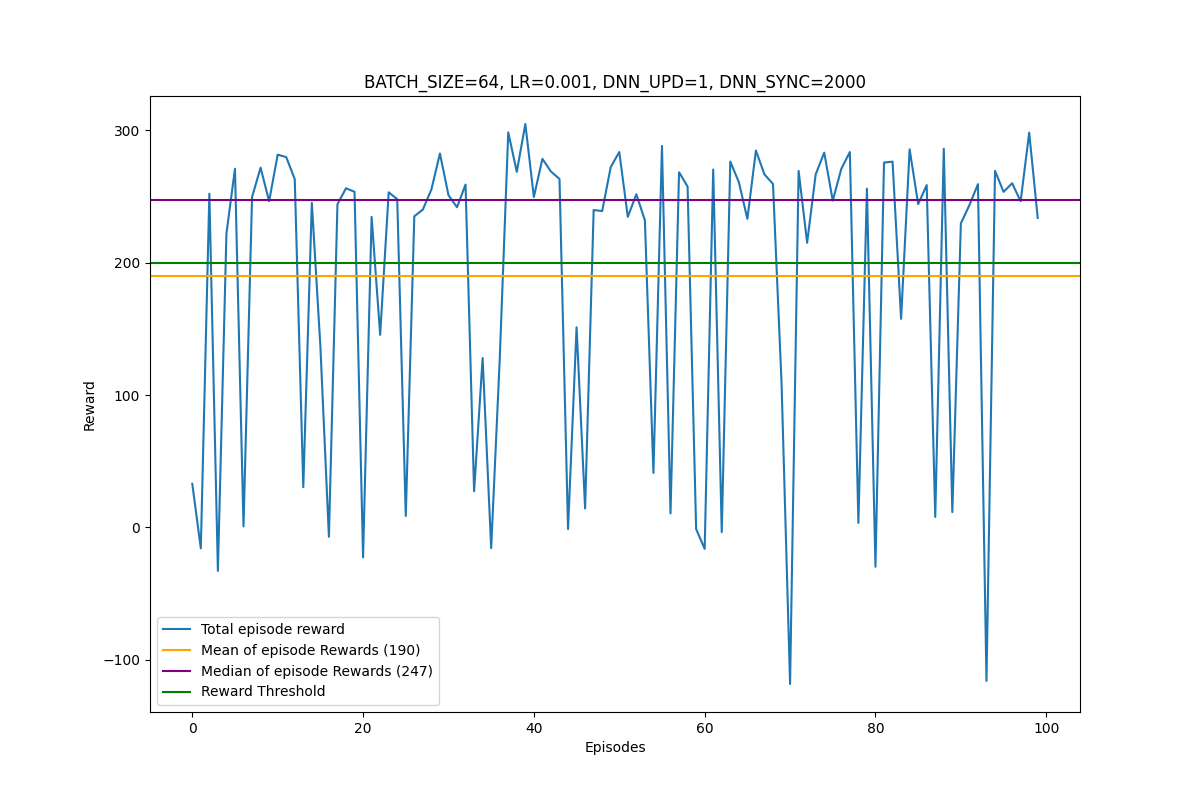 BATCH_SIZE=64, LR=0.001, DNN_UPD=1, DNN_SYNC=2000
300
200
100
0
−100
Reward
Total episode reward
Mean of episode Rewards (190)
Median of episode Rewards (247)
Reward Threshold
0 20 40 60 80 100
Episodes